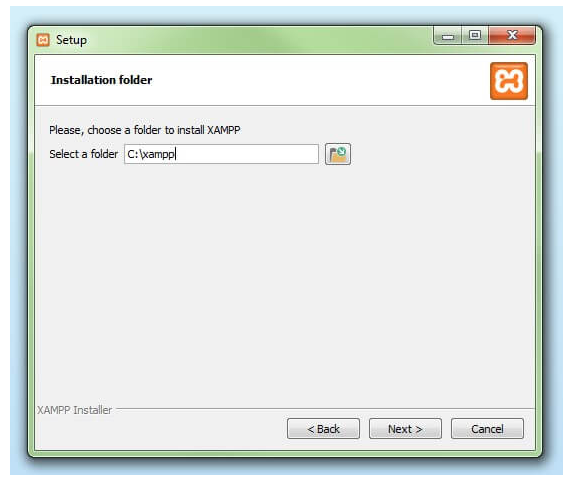 Setup
Installation folder
Please, choose a folder to install XAMPP
Select a folder C:\xampp
XAMPP Installer
< Back Next > Cancel